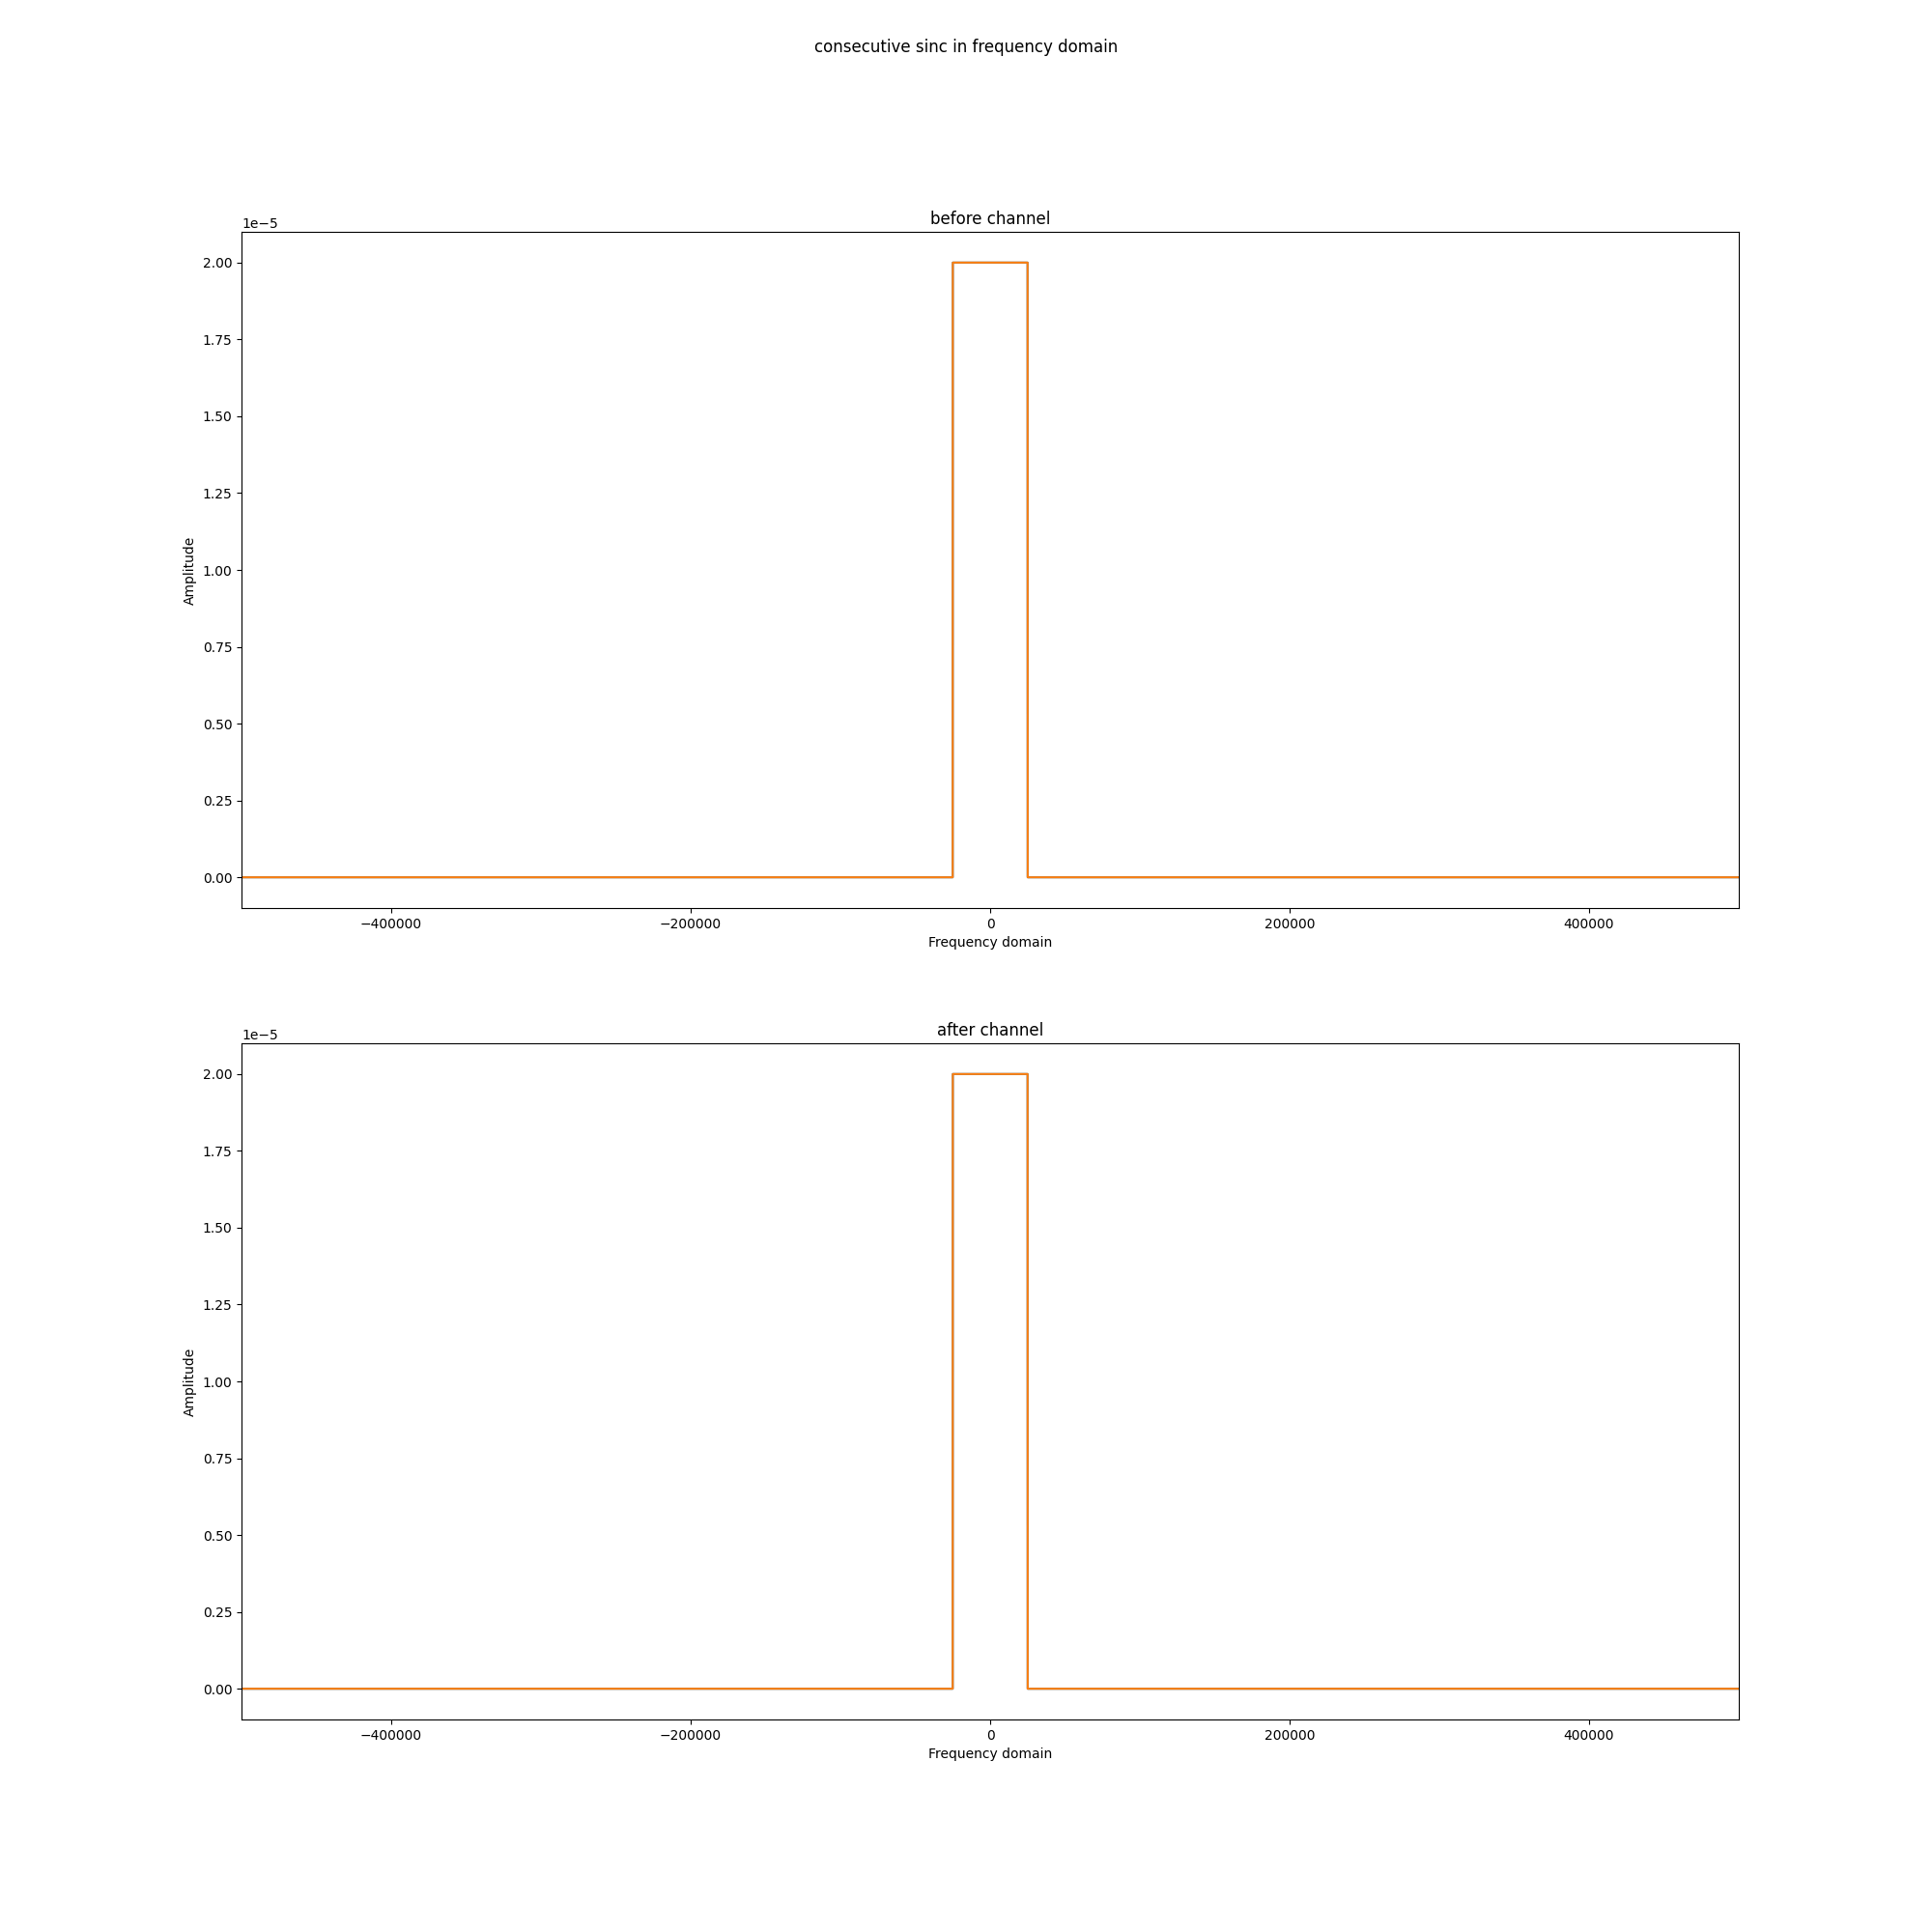 consecutive sinc in frequency domain
before channel
1e−5
2.00
1.75
1.50
1.25
1.00
0.75
0.50
0.25
0.00
Amplitude
−400000 −200000 0 200000 400000
Frequency domain
after channel
1e−5
2.00
1.75
1.50
1.25
1.00
0.75
0.50
0.25
0.00
Amplitude
−400000 −200000 0 200000 400000
Frequency domain